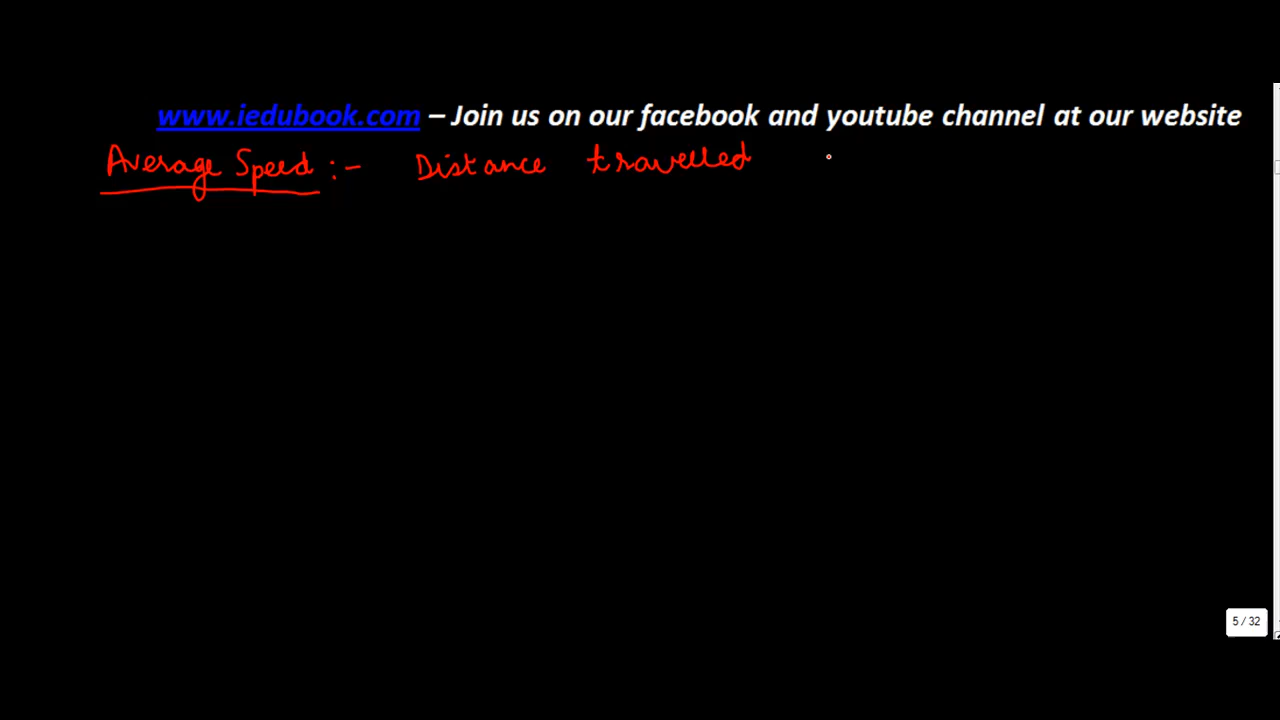 www.iedubook.com – Join us on our facebook and youtube channel at our website
Average Speed :- Distance travelled
5 / 32